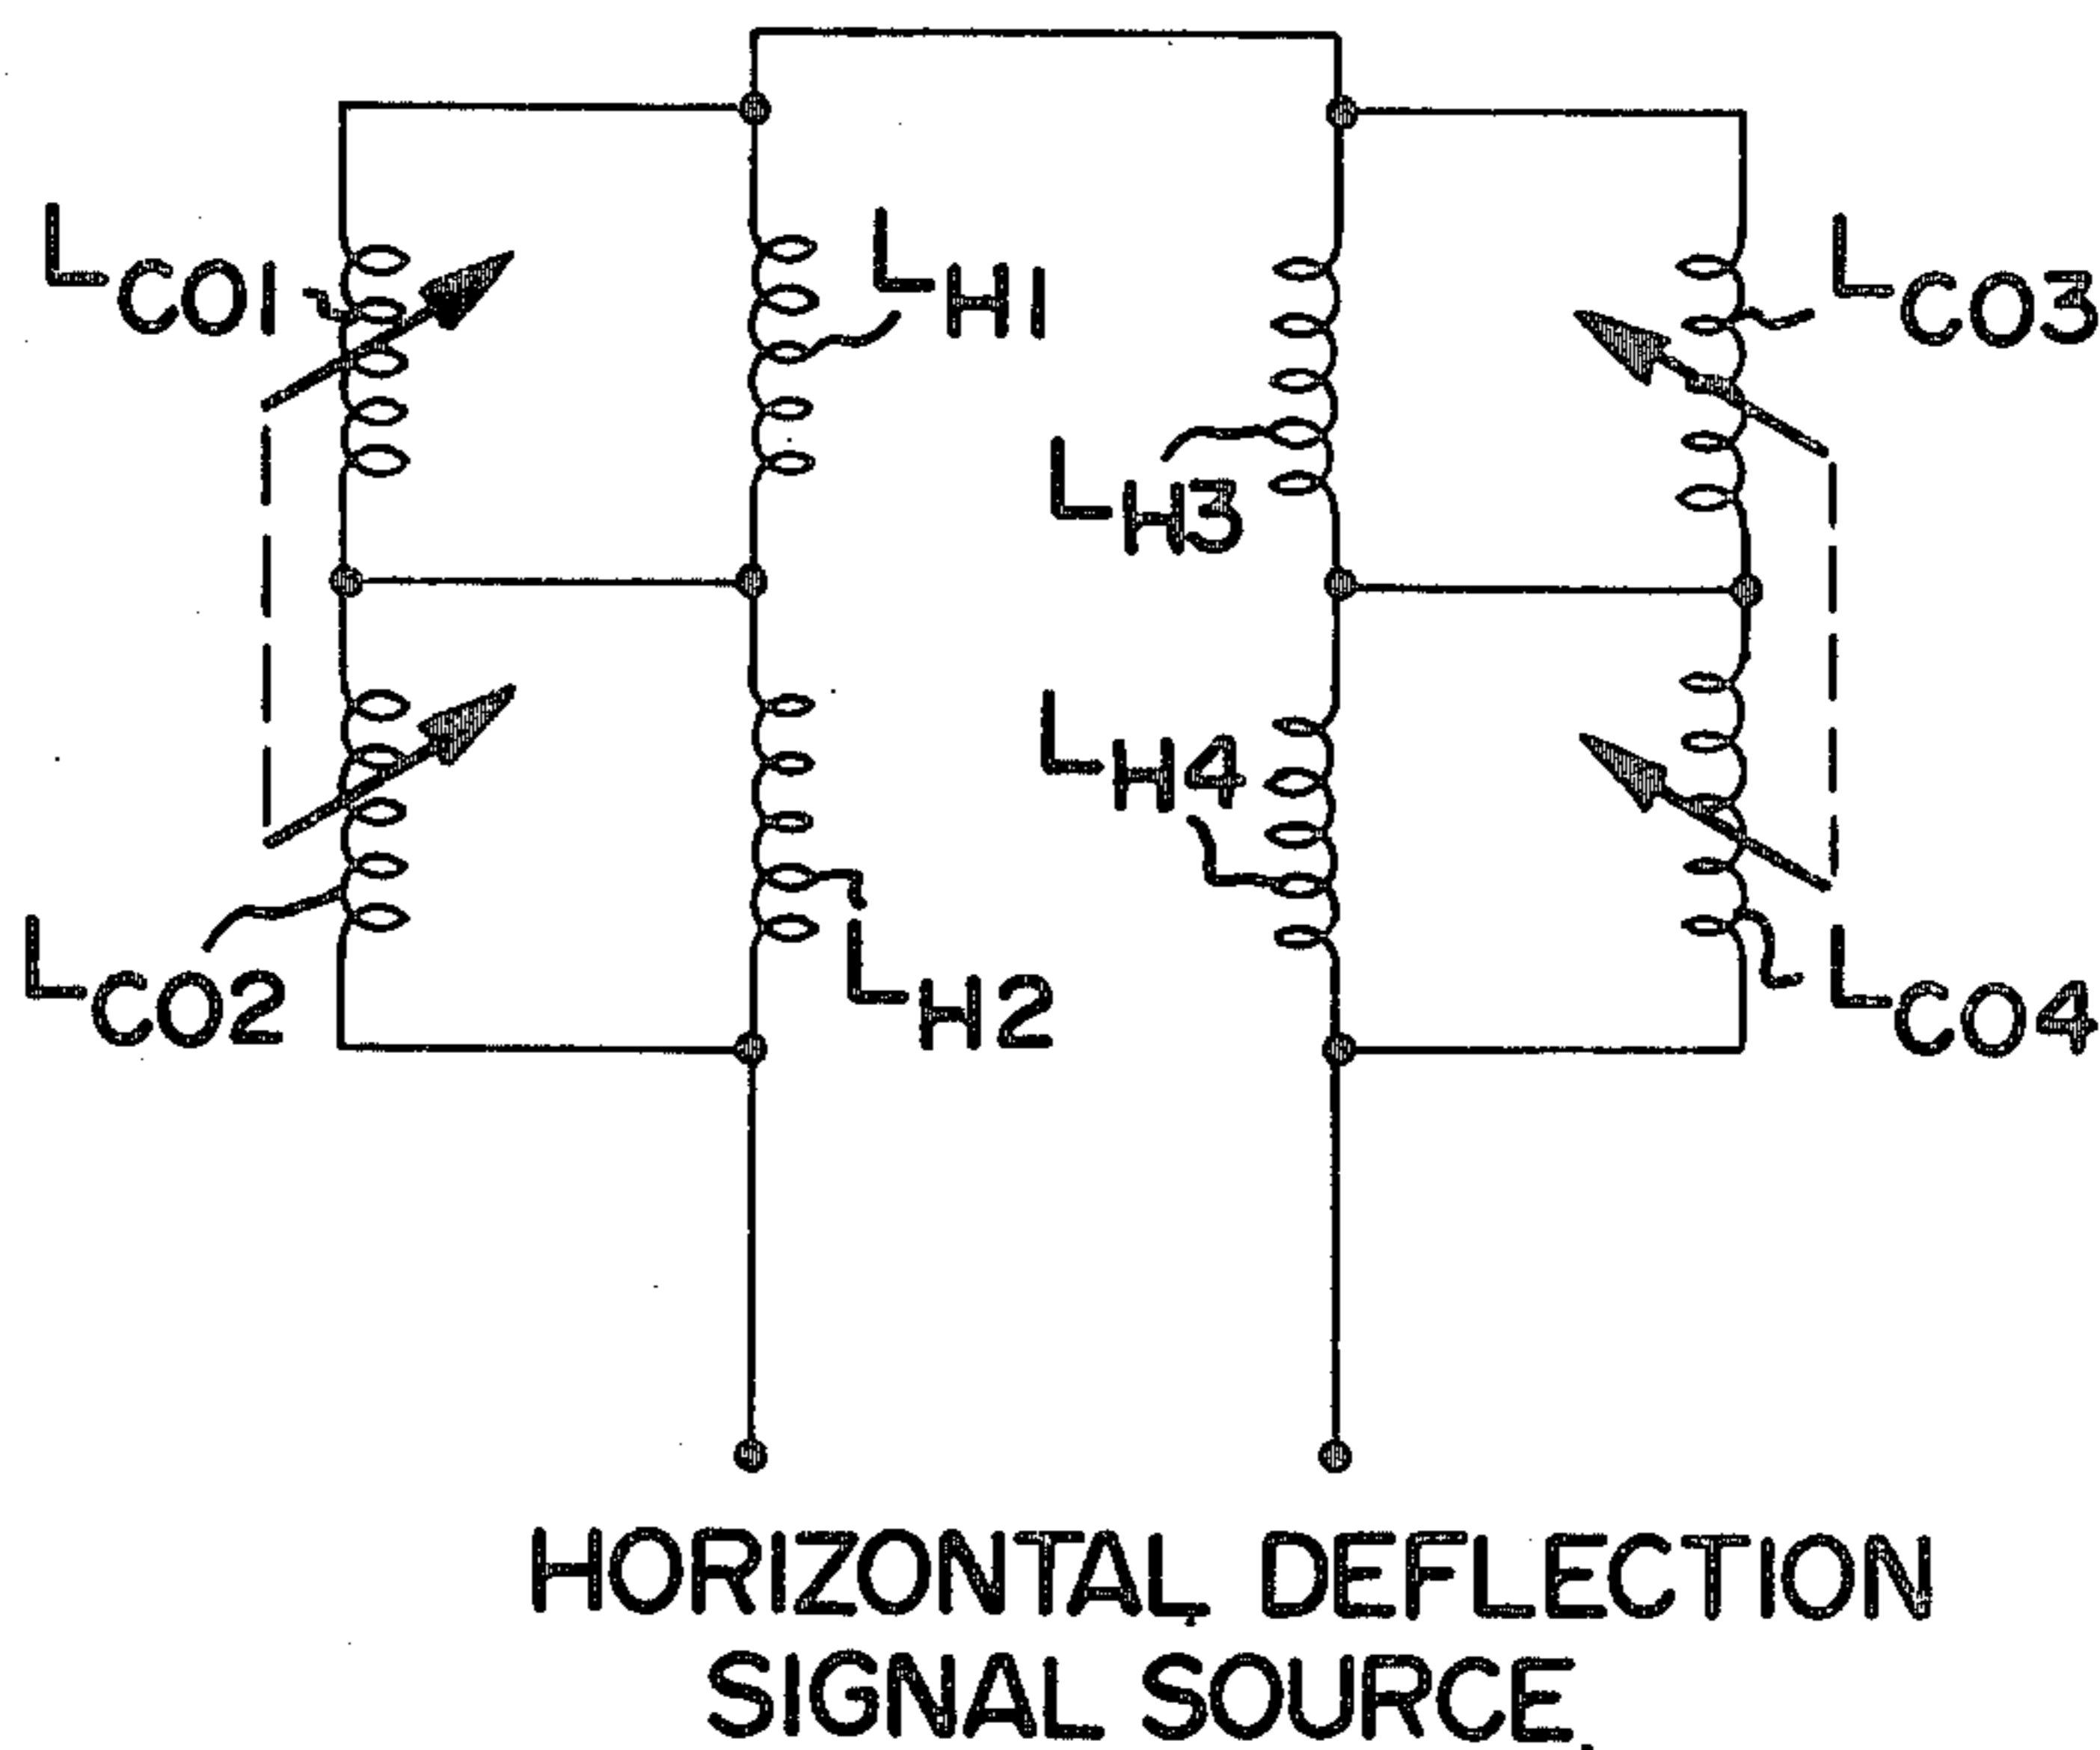 LCO1
LH1
LCO3
LH3
LH4
LCO2
LH2
LCO4
HORIZONTAL DEFLECTION
SIGNAL SOURCE